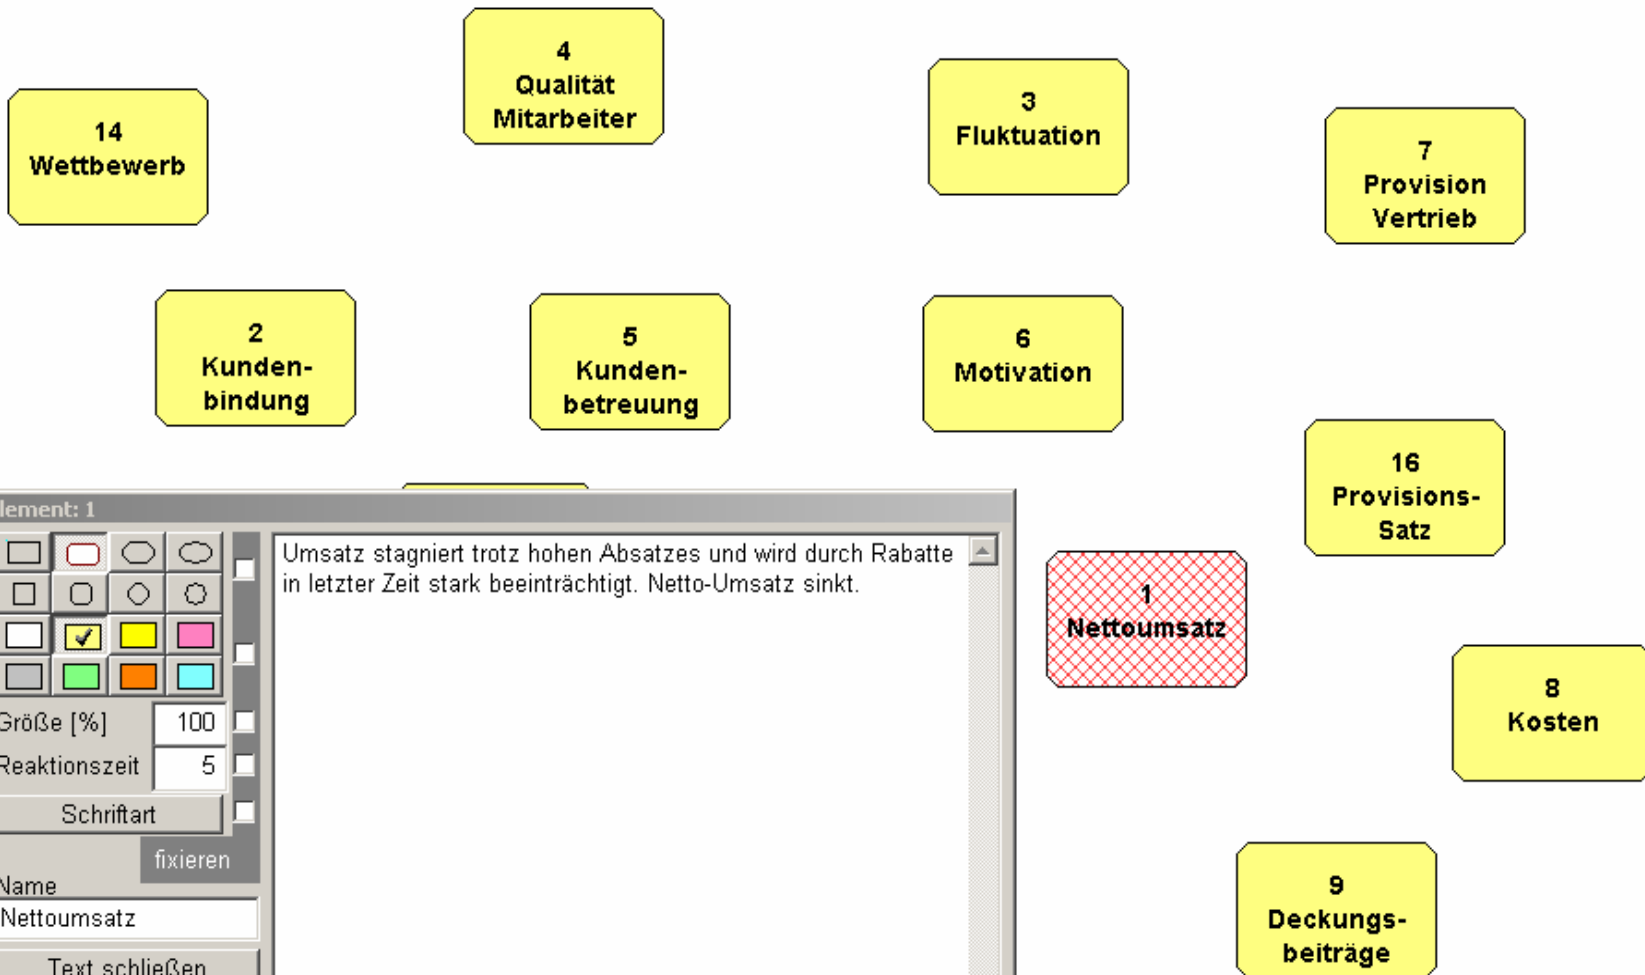 4
Qualität
Mitarbeiter
3
Fluktuation
14
Wettbewerb
7
Provision
Vertrieb
2
Kunden-
bindung
5
Kunden-
betreuung
6
Motivation
16
Provisions-
Satz
1
Nettoumsatz
8
Kosten
9
Deckungs-
beiträge
lement: 1
Umsatz stagniert trotz hohen Absatzes und wird durch Rabatte
in letzter Zeit stark beeinträchtigt. Netto-Umsatz sinkt.
Größe [%] 100
Reaktionszeit 5
Schriftart
fixieren
Name
Nettoumsatz
Text schließen